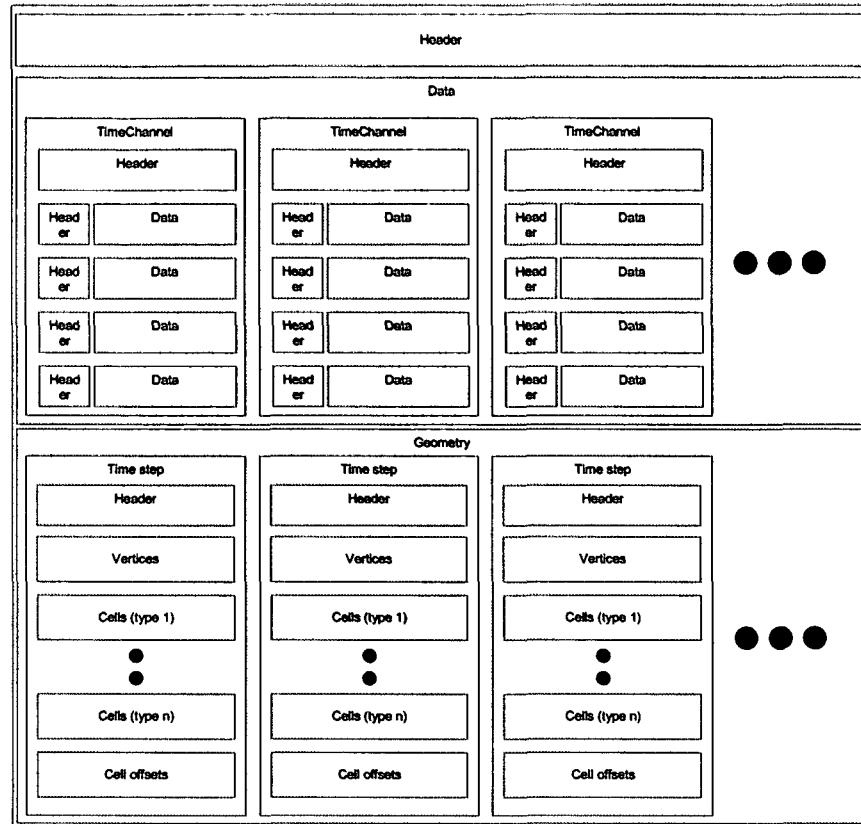 Header
Data
TimeChannel TimeChannel TimeChannel
Header Header Header
Head er Data Head er Data Head er Data
Head er Data Head er Data Head er Data
Head er Data Head er Data Head er Data
Head er Data Head er Data Head er Data
Geometry
Time step Time step Time step
Header Header Header
Vertices Vertices Vertices
Cells (type 1) Cells (type 1) Cells (type 1)
Cells (type n) Cells (type n) Cells (type n)
Cell offsets Cell offsets Cell offsets